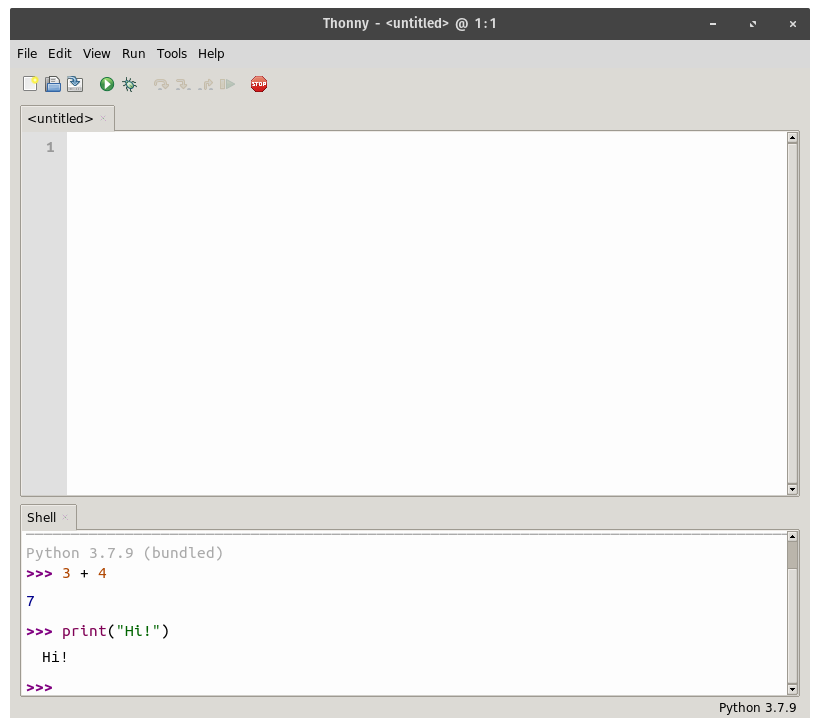 Thonny - <untitled> @ 1:1
File Edit View Run Tools Help
STOP
<untitled>
1
Shell
Python 3.7.9 (bundled)
>>> 3 + 4
7
>>> print("Hi!")
Hi!
>>>
Python 3.7.9